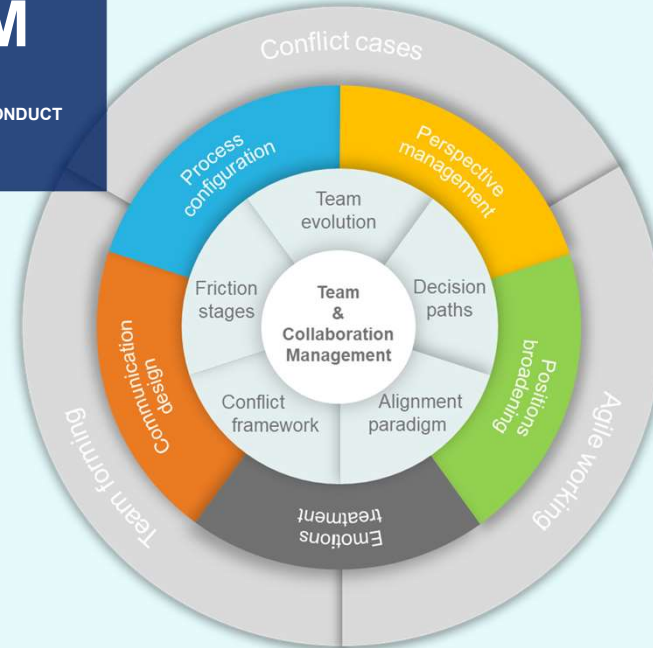 M
ONDUCT
Conflict cases
Process
configuration
Perspective
management
Team
evolution
Friction
stages
Team
&
Collaboration
Management
Decision
paths
Communication
design
Positions
broadening
Conflict
framework
Alignment
paradigm
Team forming
Agile working
Emotions
treatment